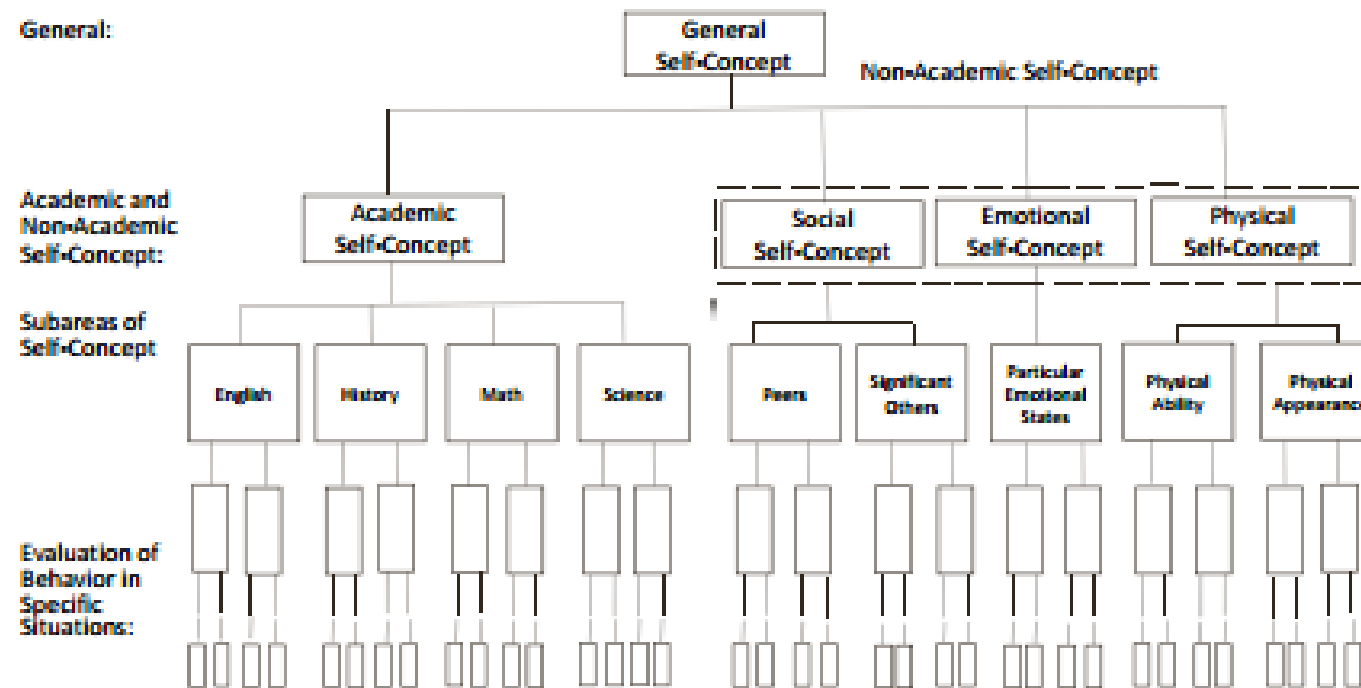 General:
General
Self-Concept
Non-Academic Self-Concept
Academic and
Non-Academic
Self-Concept:
Academic
Self-Concept
Social
Self-Concept
Emotional
Self-Concept
Physical
Self-Concept
Subareas of
Self-Concept
English
History
Math
Science
Peers
Significant
Others
Particular
Emotional
States
Physical
Ability
Physical
Appearance
Evaluation of
Behavior in
Specific
Situations: